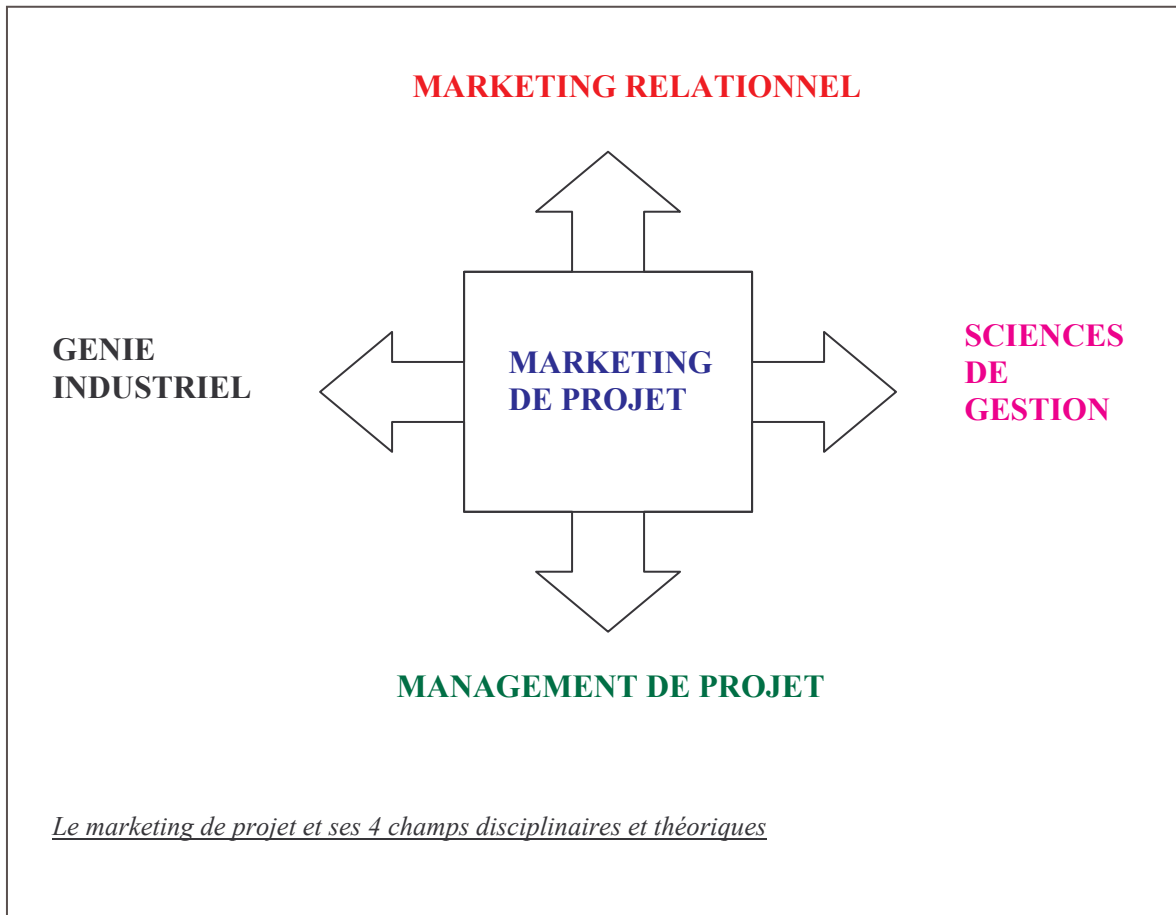 MARKETING RELATIONNEL
GENIE
INDUSTRIEL
MARKETING
DE PROJET
SCIENCES
DE
GESTION
MANAGEMENT DE PROJET
Le marketing de projet et ses 4 champs disciplinaires et théoriques